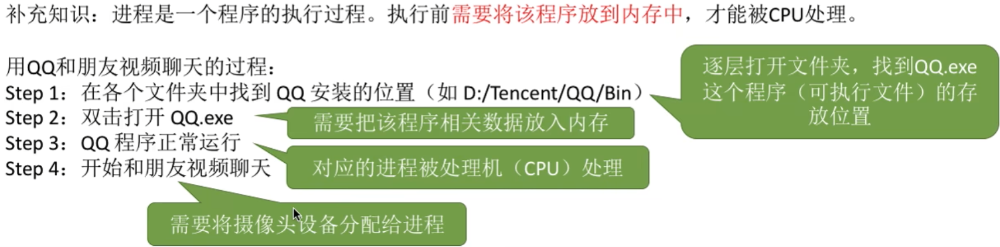 补充知识：进程是一个程序的执行过程。执行前需要将该程序放到内存中，才能被CPU处理。
用QQ和朋友视频聊天的过程：
Step 1：在各个文件夹中找到 QQ 安装的位置（如 D:/Tencent/QQ/Bin）
逐层打开文件夹，找到QQ.exe
这个程序（可执行文件）的存
放位置
Step 2：双击打开 QQ.exe
需要把该程序相关数据放入内存
Step 3：QQ 程序正常运行
对应的进程被处理机（CPU）处理
Step 4：开始和朋友视频聊天
需要将摄像头设备分配给进程